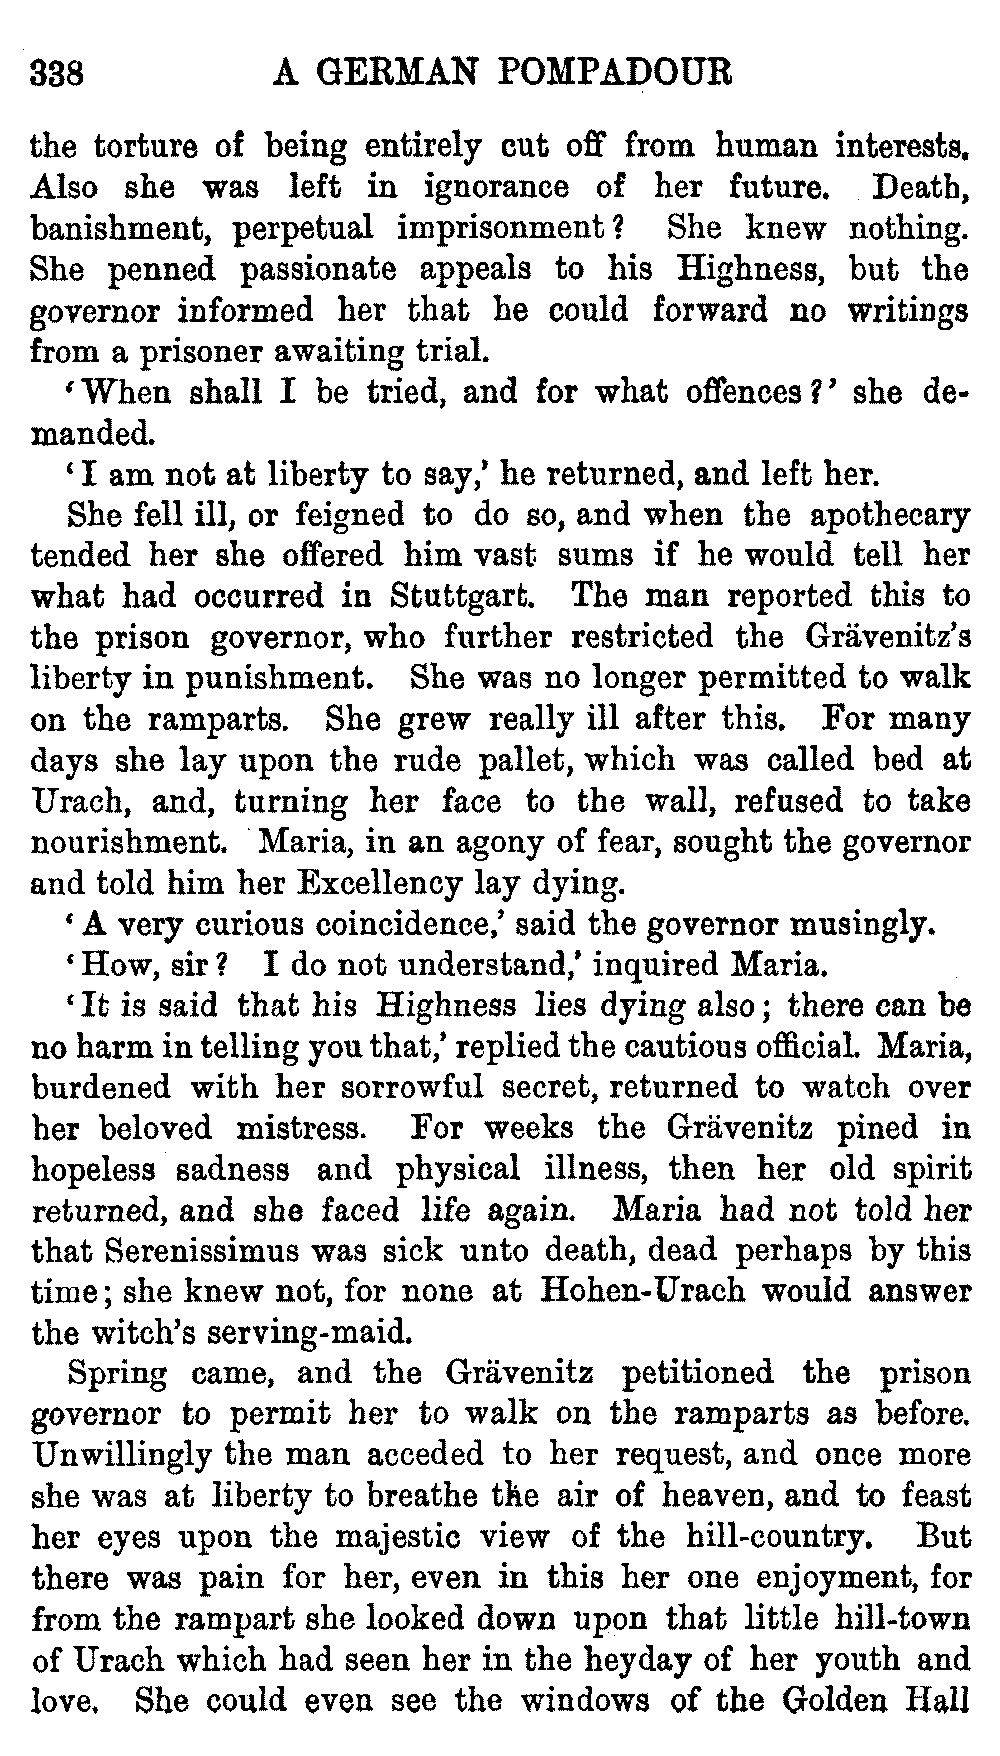 338 A GERMAN POMPADOUR
the torture of being entirely cut off from human interests.
Also she was left in ignorance of her future. Death,
banishment, perpetual imprisonment? She knew nothing.
She penned passionate appeals to his Highness, but the
governor informed her that he could forward no writings
from a prisoner awaiting trial.
'When shall I be tried, and for what offences?' she de-
manded.
'I am not at liberty to say,' he returned, and left her.
She fell ill, or feigned to do so, and when the apothecary
tended her she offered him vast sums if he would tell her
what had occurred in Stuttgart. The man reported this to
the prison governor, who further restricted the Grävenitz's
liberty in punishment. She was no longer permitted to walk
on the ramparts. She grew really ill after this. For many
days she lay upon the rude pallet, which was called bed at
Urach, and, turning her face to the wall, refused to take
nourishment. Maria, in an agony of fear, sought the governor
and told him her Excellency lay dying.
'A very curious coincidence,' said the governor musingly.
'How, sir? I do not understand,' inquired Maria.
'It is said that his Highness lies dying also; there can be
no harm in telling you that,' replied the cautious official. Maria,
burdened with her sorrowful secret, returned to watch over
her beloved mistress. For weeks the Grävenitz pined in
hopeless sadness and physical illness, then her old spirit
returned, and she faced life again. Maria had not told her
that Serenissimus was sick unto death, dead perhaps by this
time; she knew not, for none at Hohen-Urach would answer
the witch's serving-maid.
Spring came, and the Grävenitz petitioned the prison
governor to permit her to walk on the ramparts as before.
Unwillingly the man acceded to her request, and once more
she was at liberty to breathe the air of heaven, and to feast
her eyes upon the majestic view of the hill-country. But
there was pain for her, even in this her one enjoyment, for
from the rampart she looked down upon that little hill-town
of Urach which had seen her in the heyday of her youth and
love. She could even see the windows of the Golden Hall